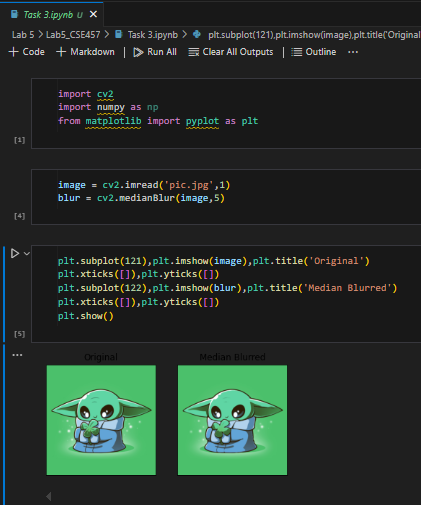 Task 3.ipynb U
Lab 5 > Lab5_CSE457 > Task 3.ipynb > plt.subplot(121),plt.imshow(image),plt.title('Original
+ Code + Markdown | Run All Clear All Outputs | Outline ...
import cv2
import numpy as np
from matplotlib import pyplot as plt
[1]
image = cv2.imread('pic.jpg',1)
blur = cv2.medianBlur(image,5)
[4]
plt.subplot(121),plt.imshow(image),plt.title('Original')
plt.xticks([]),plt.yticks([])
plt.subplot(122),plt.imshow(blur),plt.title('Median Blurred')
plt.xticks([]),plt.yticks([])
plt.show()
[5]
...
Original Median Blurred